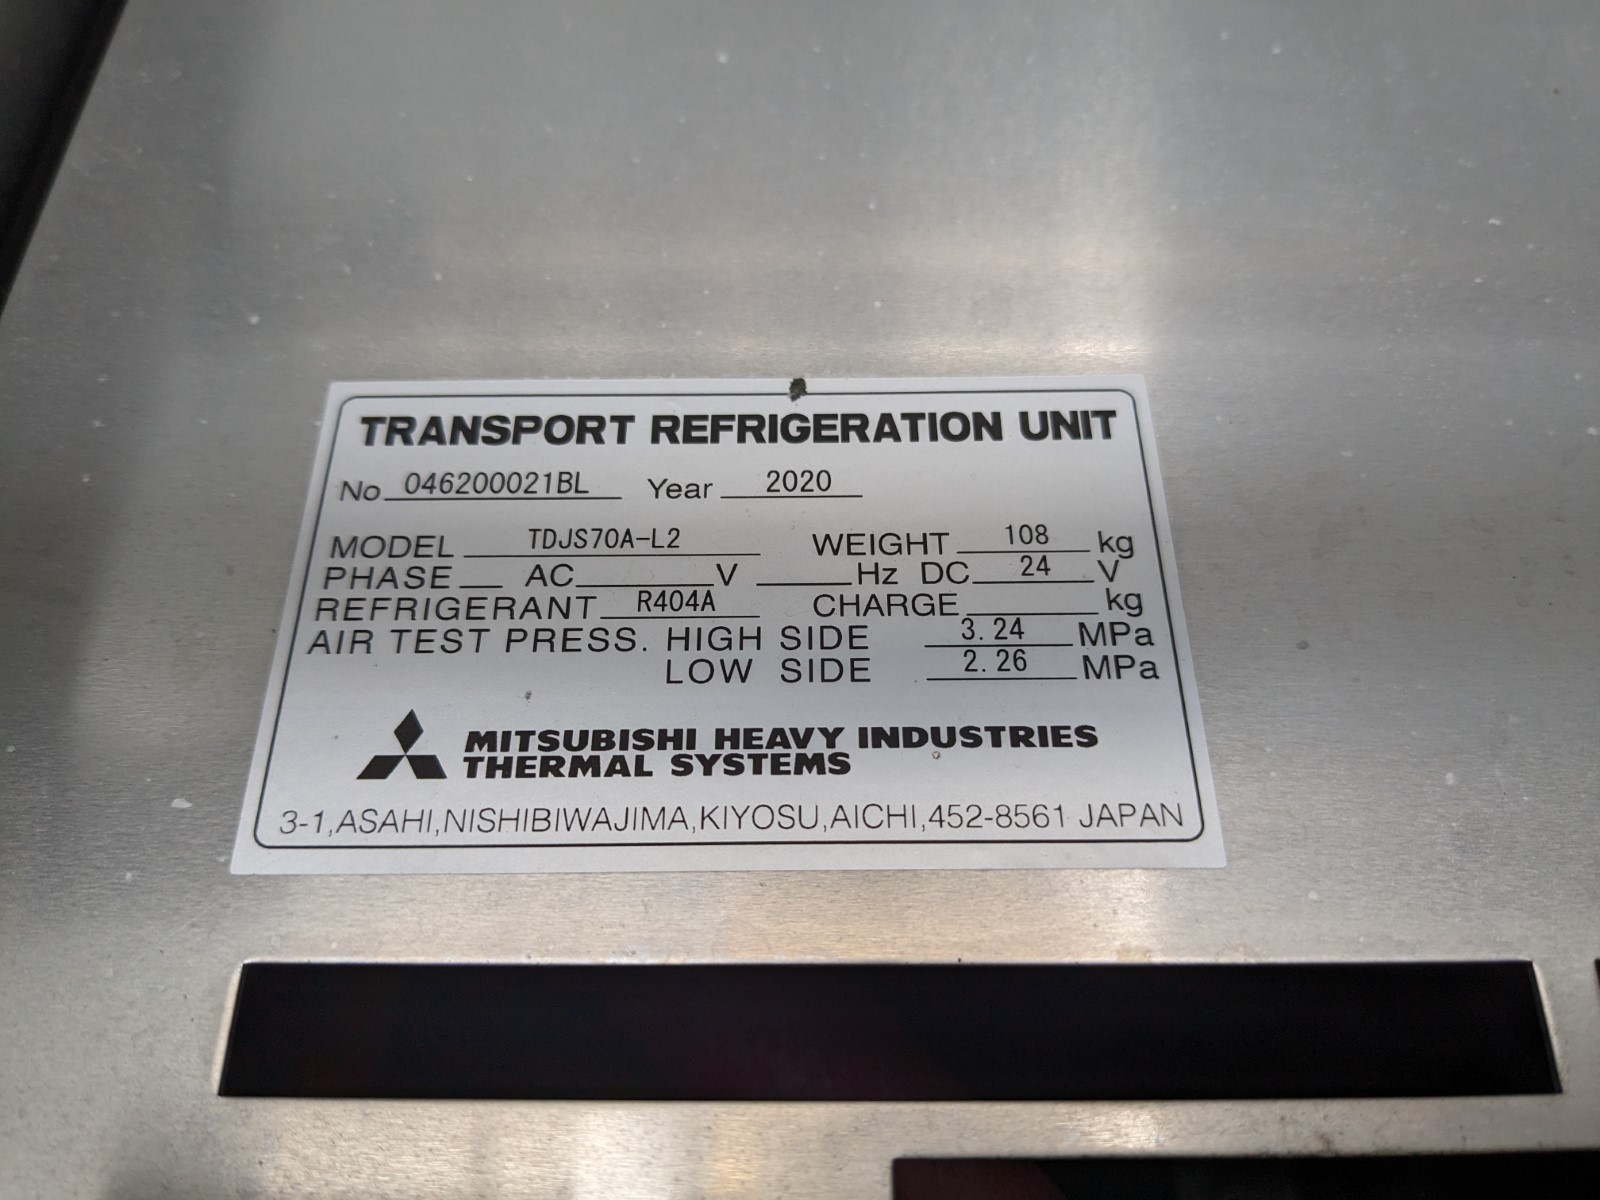 TRANSPORT REFRIGERATION UNIT
No 046200021BL Year 2020
MODEL TDJS70A-L2 WEIGHT 108 kg
PHASE AC V Hz DC 24 V
REFRIGERANT R404A CHARGE kg
AIR TEST PRESS. HIGH SIDE 3.24 MPa
LOW SIDE 2.26 MPa
MITSUBISHI HEAVY INDUSTRIES
THERMAL SYSTEMS
3-1,ASAHI,NISHIBIWAJIMA,KIYOSU,AICHI,452-8561 JAPAN